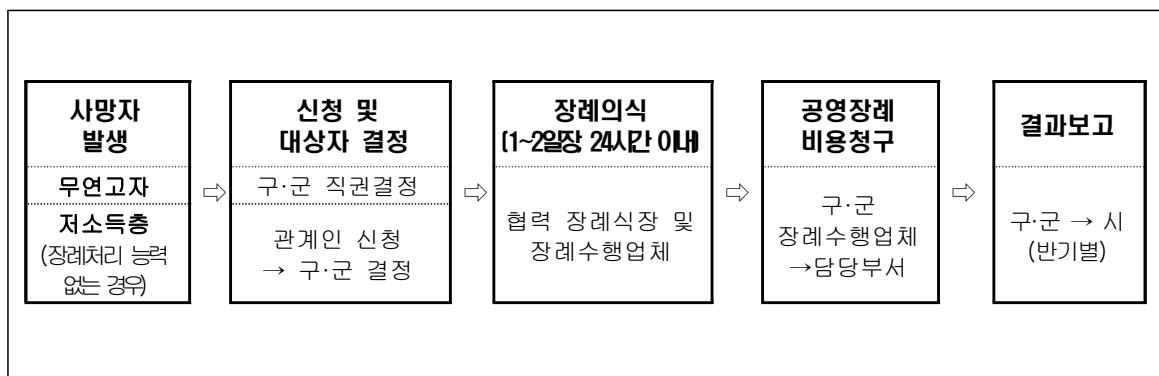 사망자
발생
무연고자
저소득층
(장례처리 능력
없는 경우)
⇨
신청 및
대상자 결정
구·군 직권결정
관계인 신청
→ 구·군 결정
⇨
장례의식
(1~2일장, 24시간 이내)
협력 장례식장 및
장례수행업체
⇨
공영장례
비용청구
구·군
장례수행업체
→담당부서
⇨
결과보고
구·군 → 시
(반기별)